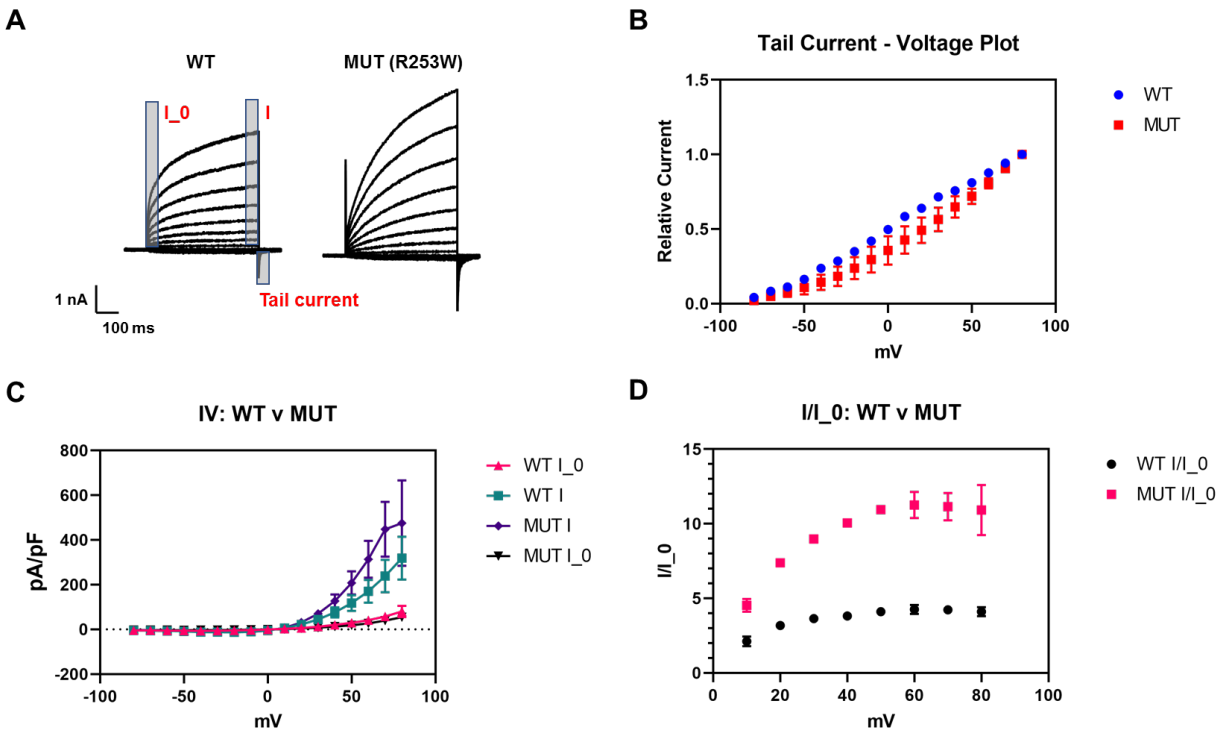 A
WT
MUT (R253W)
I_0
I
Tail current
1 nA
100 ms
B
Tail Current - Voltage Plot
Relative Current
1.5
1.0
0.5
0.0
-100
-50
0
50
100
mV
WT
MUT
C
IV: WT v MUT
pA/pF
800
600
400
200
0
-200
-100
-50
0
50
100
mV
WT I_0
WT I
MUT I
MUT I_0
D
I/I_0: WT v MUT
I/I_0
15
10
5
0
0
20
40
60
80
100
mV
WT I/I_0
MUT I/I_0